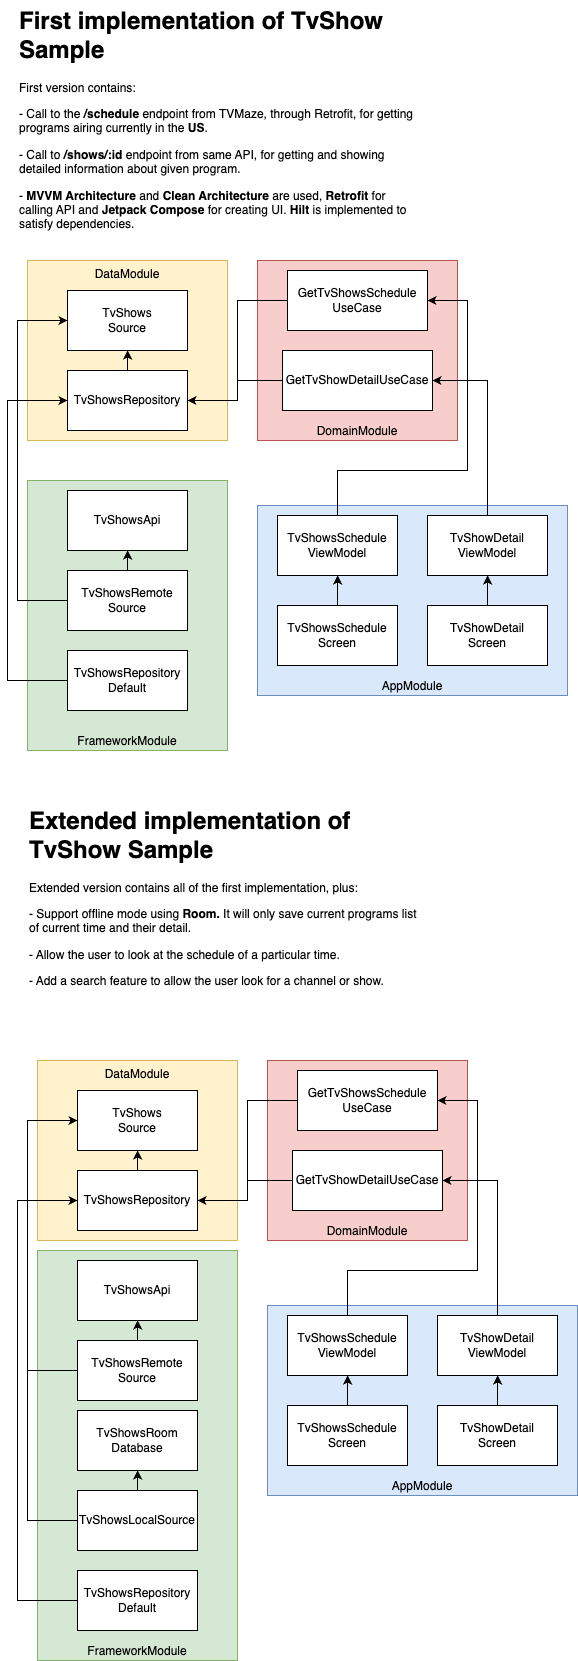 First implementation of TvShow
Sample
First version contains:
- Call to the /schedule endpoint from TVMaze, through Retrofit, for getting
programs airing currently in the US.
- Call to /shows/:id endpoint from same API, for getting and showing
detailed information about given program.
- MVVM Architecture and Clean Architecture are used, Retrofit for
calling API and Jetpack Compose for creating UI. Hilt is implemented to
satisfy dependencies.
DataModule
TvShows
Source
TvShowsRepository
GetTvShowsSchedule
UseCase
GetTvShowDetailUseCase
DomainModule
TvShowsApi
TvShowsRemote
Source
TvShowsRepository
Default
FrameworkModule
TvShowsSchedule
ViewModel
TvShowDetail
ViewModel
TvShowsSchedule
Screen
TvShowDetail
Screen
AppModule
Extended implementation of
TvShow Sample
Extended version contains all of the first implementation, plus:
- Support offline mode using Room. It will only save current programs list
of current time and their detail.
- Allow the user to look at the schedule of a particular time.
- Add a search feature to allow the user look for a channel or show.
DataModule
TvShows
Source
TvShowsRepository
GetTvShowsSchedule
UseCase
GetTvShowDetailUseCase
DomainModule
TvShowsApi
TvShowsRemote
Source
TvShowsRoom
Database
TvShowsLocalSource
TvShowsRepository
Default
FrameworkModule
TvShowsSchedule
ViewModel
TvShowDetail
ViewModel
TvShowsSchedule
Screen
TvShowDetail
Screen
AppModule